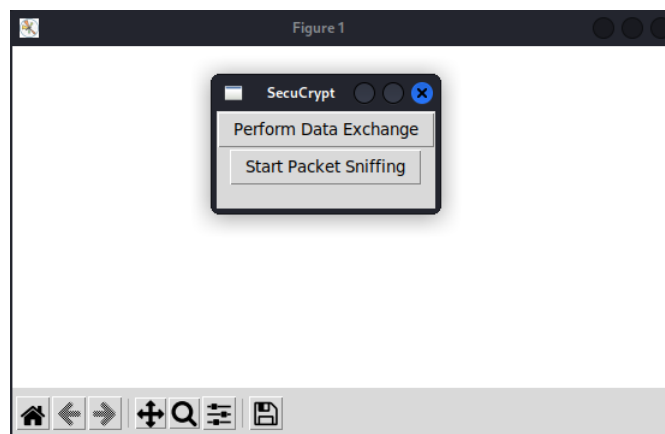 Figure 1
SecuCrypt
Perform Data Exchange
Start Packet Sniffing